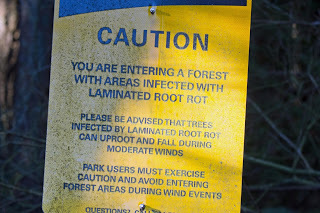 CAUTION
YOU ARE ENTERING A FOREST
WITH AREAS INFECTED WITH
LAMINATED ROOT ROT
PLEASE BE ADVISED THAT TREES
INFECTED BY LAMINATED ROOT ROT
CAN UPROOT AND FALL DURING
MODERATE WINDS
PARK USERS MUST EXERCISE
CAUTION AND AVOID ENTERING
FOREST AREAS DURING WIND EVENTS
QUESTIONS?